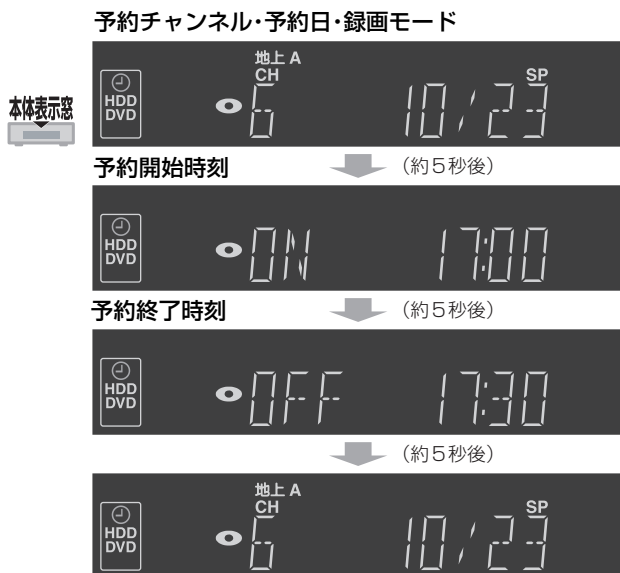 予約チャンネル・予約日・録画モード
本体表示窓
地上 A
CH
SP
HDD
DVD
6 10/23
予約開始時刻
(約5秒後)
HDD
DVD
ON 17:00
予約終了時刻
(約5秒後)
HDD
DVD
OFF 17:30
(約5秒後)
地上 A
CH
SP
HDD
DVD
6 10/23